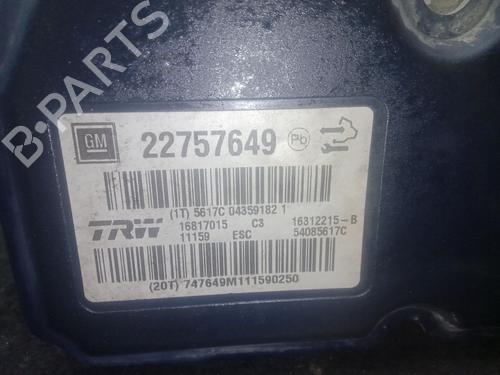 B-PARTS
GM 22757649 Pb
(1T) 5617C 04359182 1
TRW 16817015 C3 16312215-B
11159 ESC 54085617C
(20T) 747649M111590250